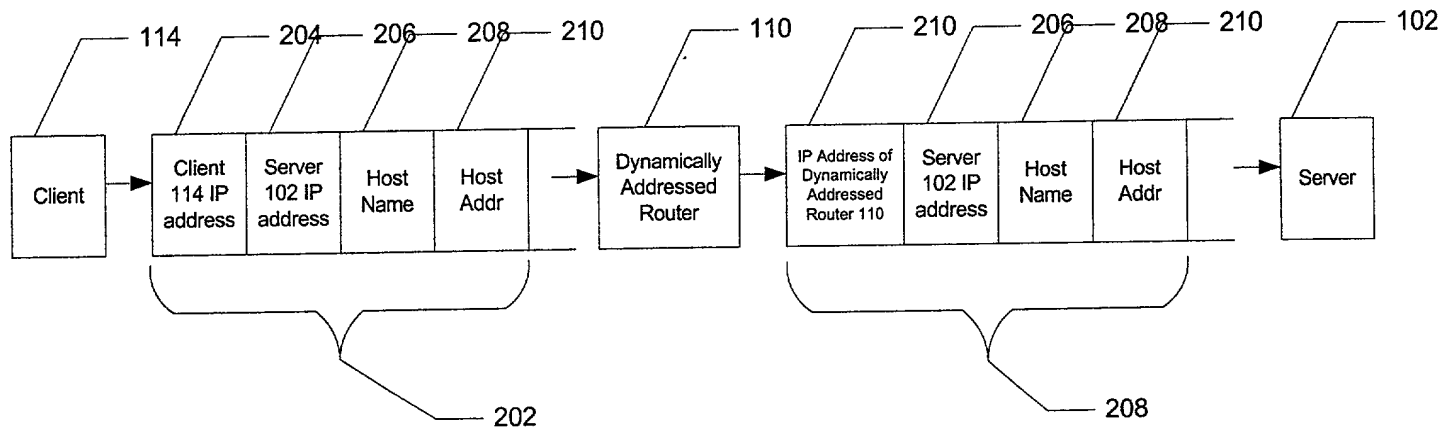 114
204
206
208
210
110
210
206
208
210
102
Client
Client
114 IP
address
Server
102 IP
address
Host
Name
Host
Addr
Dynamically
Addressed
Router
IP Address of
Dynamically
Addressed
Router 110
Server
102 IP
address
Host
Name
Host
Addr
Server
202
208